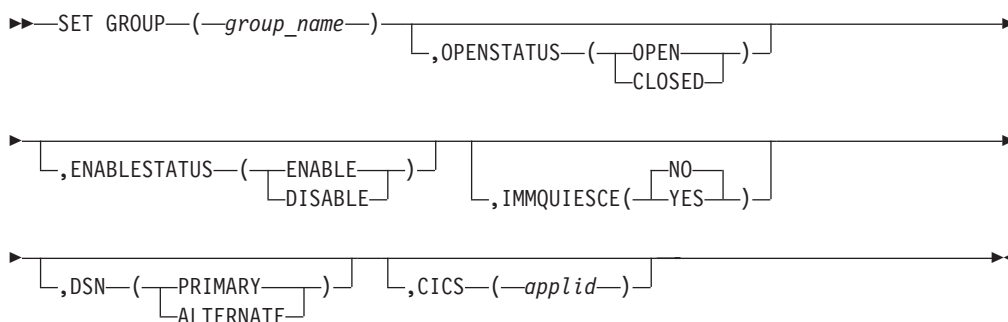 SET GROUP ( group_name )
,OPENSTATUS ( OPEN )
CLOSED
,ENABLESTATUS ( ENABLE )
DISABLE
,IMMQUIESCE( NO
YES )
,DSN ( PRIMARY )
ALTERNATE
,CICS ( applid )